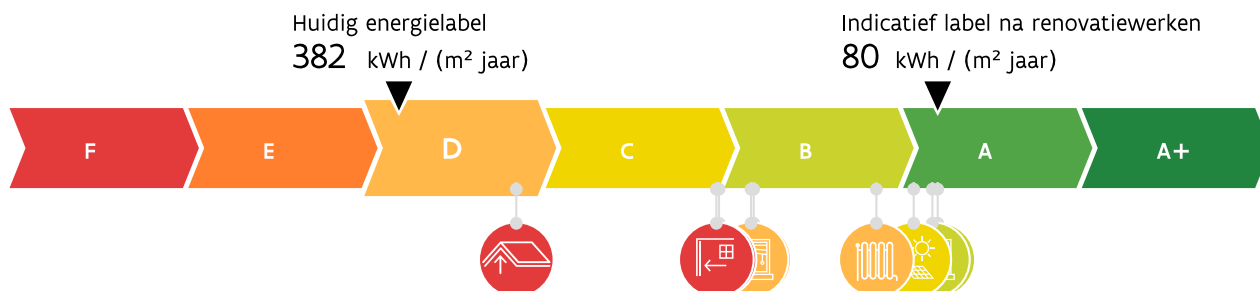 Huidig energielabel
382 kWh / (m² jaar)
Indicatief label na renovatiewerken
80 kWh / (m² jaar)
F E D C B A A+